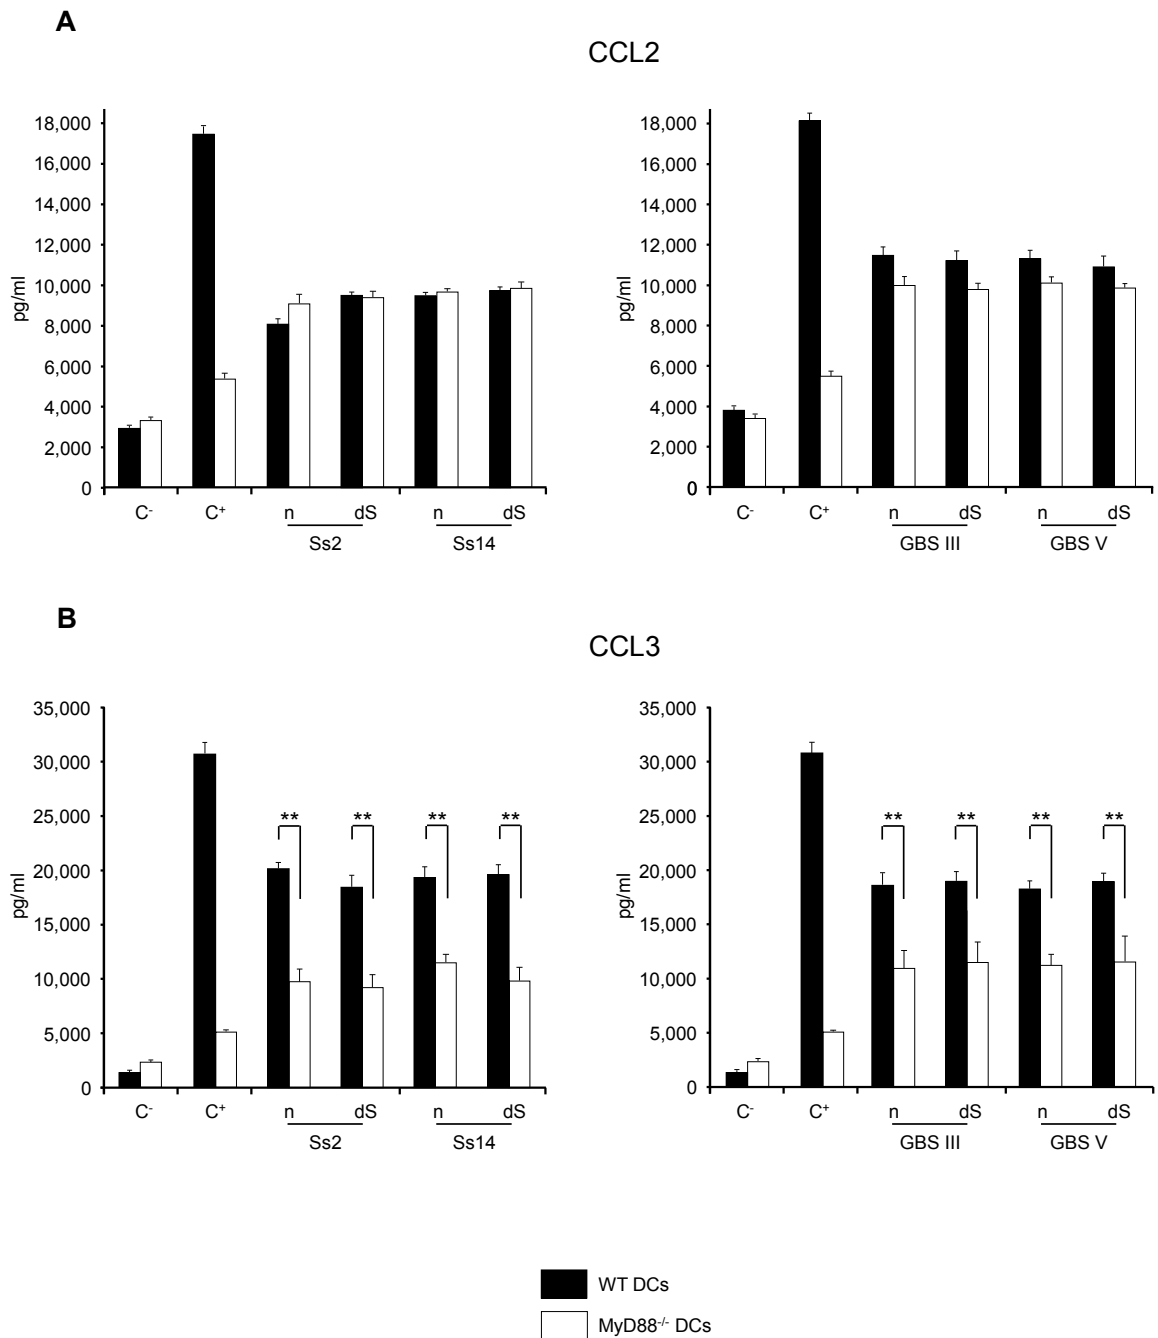 A
CCL2
18,000
16,000
14,000
12,000
10,000
8,000
6,000
4,000
2,000
0
pg/ml
C- C+ n dS n dS
Ss2 Ss14
18,000
16,000
14,000
12,000
10,000
8,000
6,000
4,000
2,000
0
pg/ml
C- C+ n dS n dS
GBS III GBS V
B
CCL3
35,000
30,000
25,000
20,000
15,000
10,000
5,000
0
pg/ml
** ** ** **
C- C+ n dS n dS
Ss2 Ss14
35,000
30,000
25,000
20,000
15,000
10,000
5,000
0
pg/ml
** ** ** **
C- C+ n dS n dS
GBS III GBS V
WT DCs
MyD88-/- DCs